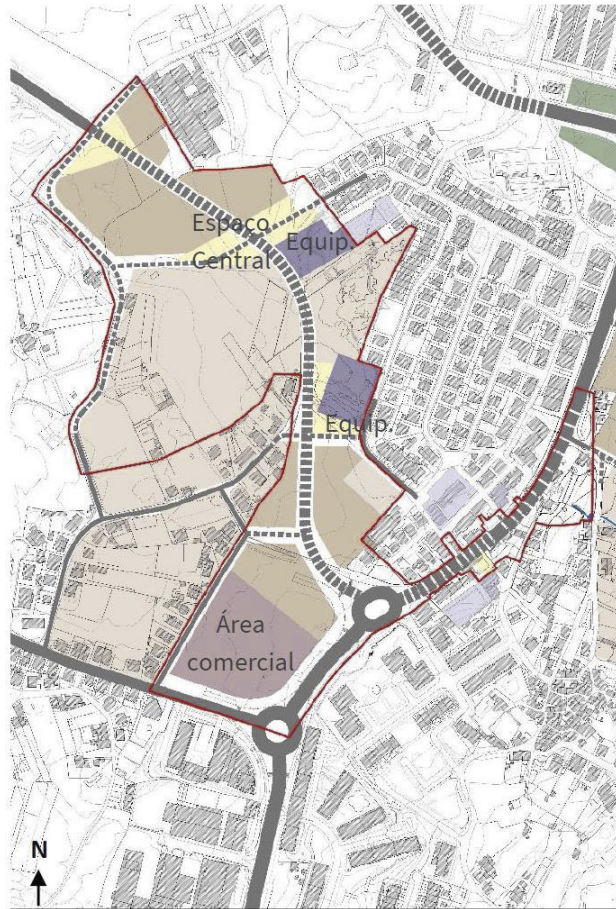 Espaço
Central
Equip.
Equip.
Área
comercial
N